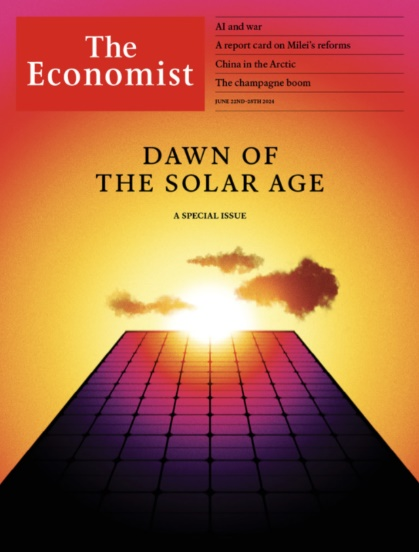 The
Economist
AI and war
A report card on Milei's reforms
China in the Arctic
The champagne boom
JUNE 22ND–28TH 2024
DAWN OF
THE SOLAR AGE
A SPECIAL ISSUE